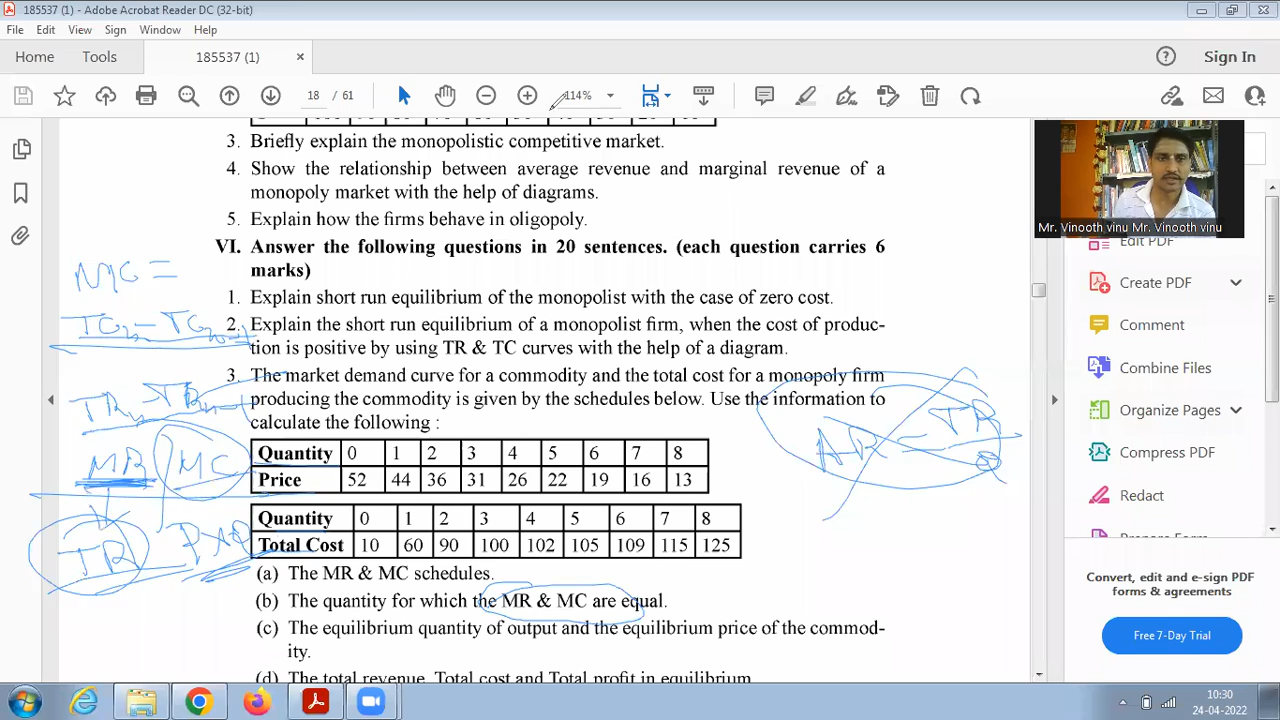 185537 (1) - Adobe Acrobat Reader DC (32-bit)
File Edit View Sign Window Help
Home Tools 185537 (1) × Sign In
18 / 61 114%
3. Briefly explain the monopolistic competitive market.
4. Show the relationship between average revenue and marginal revenue of a
monopoly market with the help of diagrams.
5. Explain how the firms behave in oligopoly.
VI. Answer the following questions in 20 sentences. (each question carries 6
marks)
1. Explain short run equilibrium of the monopolist with the case of zero cost.
2. Explain the short run equilibrium of a monopolist firm, when the cost of produc-
tion is positive by using TR & TC curves with the help of a diagram.
3. The market demand curve for a commodity and the total cost for a monopoly firm
producing the commodity is given by the schedules below. Use the information to
calculate the following :
Quantity 0 1 2 3 4 5 6 7 8
Price 52 44 36 31 26 22 19 16 13
Quantity 0 1 2 3 4 5 6 7 8
Total Cost 10 60 90 100 102 105 109 115 125
(a) The MR & MC schedules.
(b) The quantity for which the MR & MC are equal.
(c) The equilibrium quantity of output and the equilibrium price of the commod-
ity.
(d) The total revenue, Total cost and Total profit in equilibrium
MC =
TCn - TCn-1
TRn - TRn-1
MR MC
TR P×Q
AR = TR
Q
Mr. Vinooth vinu Mr. Vinooth vinu
Edit PDF
Create PDF
Comment
Combine Files
Organize Pages
Compress PDF
Redact
Protect
Convert, edit and e-sign PDF
forms & agreements
Free 7-Day Trial
10:30
24-04-2022